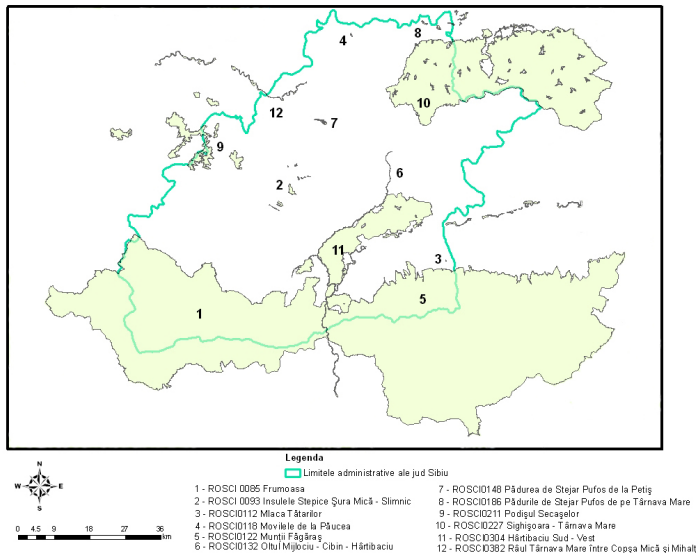 4
8
10
12
7
9
6
2
11
3
5
1
Legenda
Limitele administrative ale jud Sibiu
N
W E
S
0 4.5 9 18 27 36
km
1 - ROSCI 0085 Frumoasa
2 - ROSCI 0093 Insulele Stepice Şura Mică - Slimnic
3 - ROSCI0112 Mlaca Tătarilor
4 - ROSCI0118 Movilele de la Păucea
5 - ROSCI0122 Munţii Făgăraş
6 - ROSCI0132 Oltul Mijlociu - Cibin - Hârtibaciu
7 - ROSCI0148 Pădurea de Stejar Pufos de la Petiş
8 - ROSCI0186 Pădurile de Stejar Pufos de pe Târnava Mare
9 - ROSCI0211 Podişul Secaşelor
10 - ROSCI0227 Sighişoara - Târnava Mare
11 - ROSCI0304 Hârtibaciu Sud - Vest
12 - ROSCI0382 Râul Târnava Mare între Copşa Mică şi Mihalţ